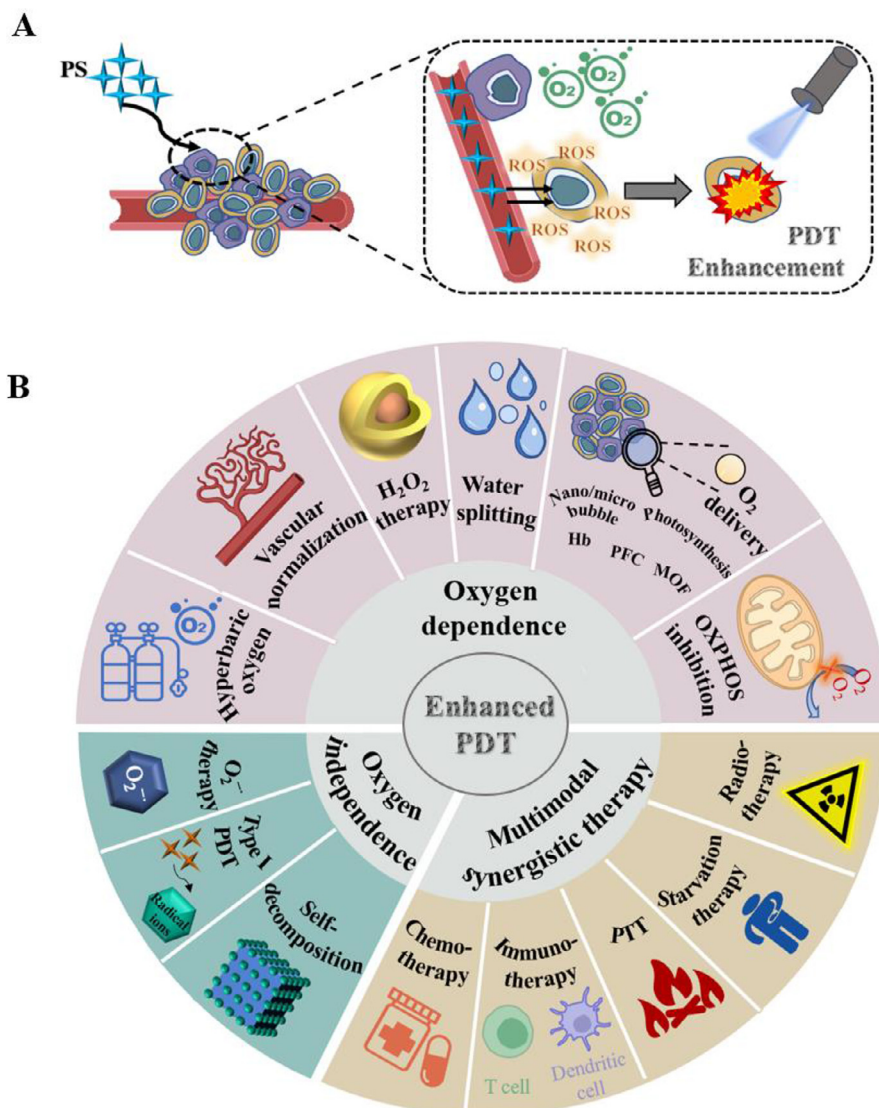 A
PS
O2
O2
O2
ROS
ROS
ROS
ROS
ROS
PDT
Enhancement
B
Hyperbaric
oxygen
O2
Vascular
normalization
H2O2
therapy
Water
splitting
O2
delivery
Nano/micro
bubble
Photosynthesis
Hb
PFC
MOF
OXPHOS
inhibition
O2
O2
Oxygen
dependence
Enhanced
PDT
Oxygen
independence
Multimodal
synergistic therapy
O2−·
therapy
O2−·
Type I
PDT
Radical
ions
Self-
decomposition
Chemo-
therapy
Immuno-
therapy
T cell
Dendritic
cell
PTT
Starvation
therapy
Radio-
therapy